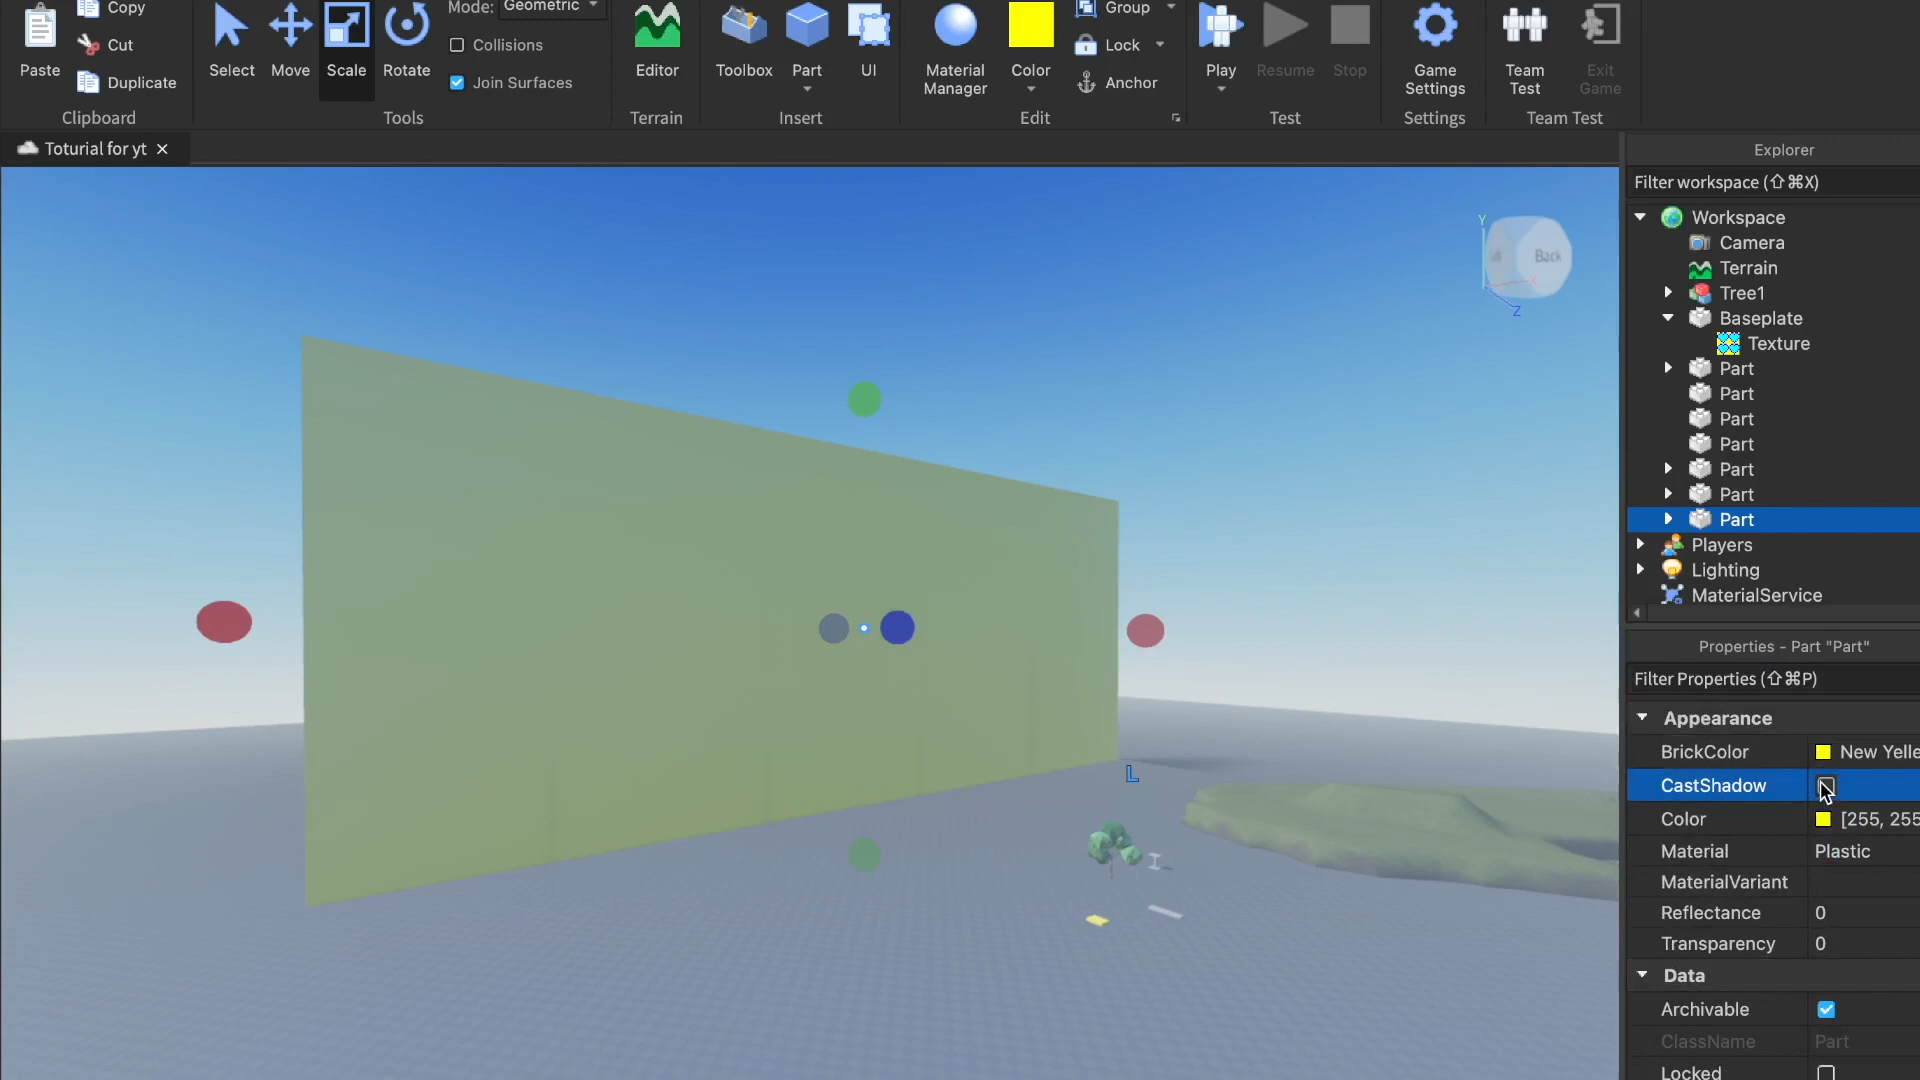 Copy
Mode: Geometric
Group
Cut
Collisions
Lock
Paste
Select
Move
Scale
Rotate
Editor
Toolbox
Part
UI
Material
Manager
Color
Play
Resume
Stop
Game
Settings
Team
Test
Exit
Game
Duplicate
Join Surfaces
Anchor
Clipboard
Tools
Terrain
Insert
Edit
Test
Settings
Team Test
Toturial for yt
Explorer
Filter workspace (⇧⌘X)
Workspace
Camera
Terrain
Tree1
Baseplate
Texture
Part
Part
Part
Part
Part
Part
Part
Players
Lighting
MaterialService
Y
Back
Z
L
Properties - Part "Part"
Filter Properties (⇧⌘P)
Appearance
BrickColor New Yelle
CastShadow
Color [255, 255
Material Plastic
MaterialVariant
Reflectance 0
Transparency 0
Data
Archivable
ClassName Part
Locked